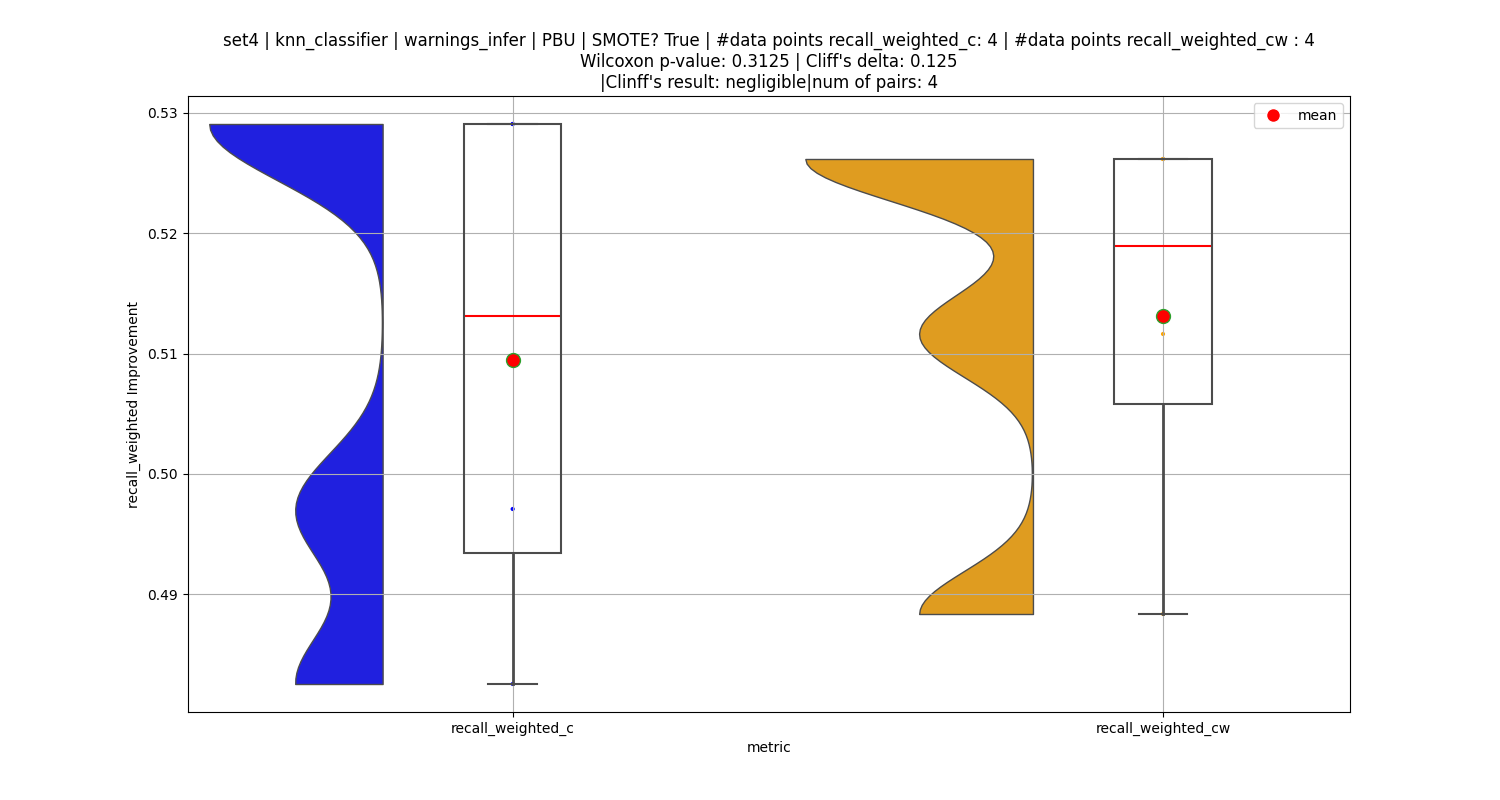 set4 | knn_classifier | warnings_infer | PBU | SMOTE? True | #data points recall_weighted_c: 4 | #data points recall_weighted_cw : 4
Wilcoxon p-value: 0.3125 | Cliff's delta: 0.125
|Clinff's result: negligible|num of pairs: 4
mean
0.53
0.52
0.51
0.50
0.49
recall_weighted Improvement
recall_weighted_c
recall_weighted_cw
metric